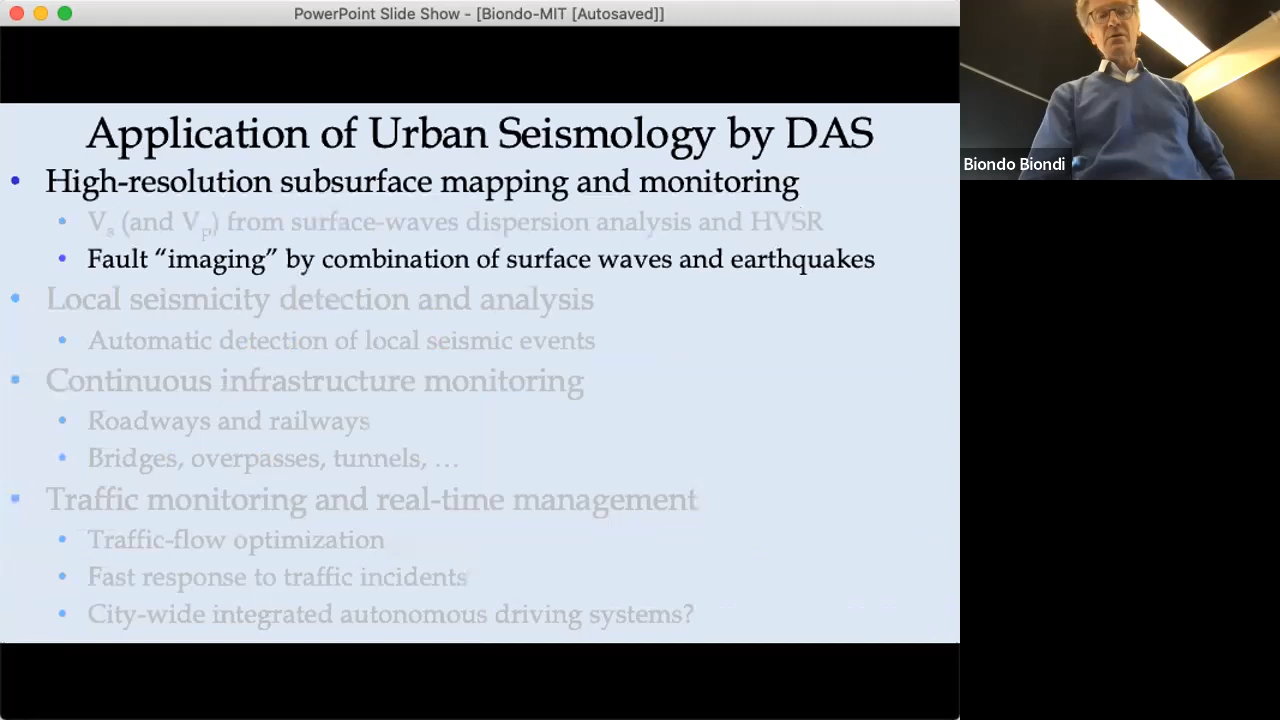 PowerPoint Slide Show - [Biondo-MIT [Autosaved]]
Application of Urban Seismology by DAS
• High-resolution subsurface mapping and monitoring
• Vs (and Vp) from surface-waves dispersion analysis and HVSR
• Fault “imaging” by combination of surface waves and earthquakes
• Local seismicity detection and analysis
• Automatic detection of local seismic events
• Continuous infrastructure monitoring
• Roadways and railways
• Bridges, overpasses, tunnels, …
• Traffic monitoring and real-time management
• Traffic-flow optimization
• Fast response to traffic incidents
• City-wide integrated autonomous driving systems?
Biondo Biondi